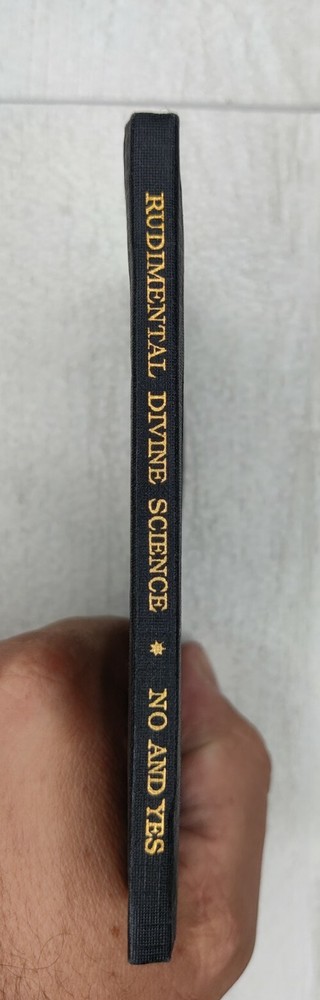 RUDIMENTAL DIVINE SCIENCE * NO AND YES